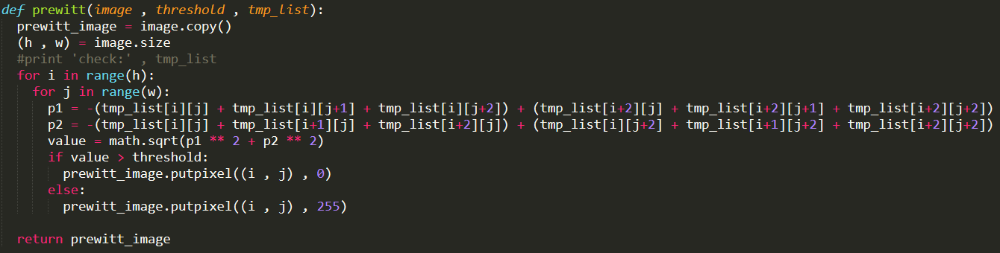 def prewitt(image , threshold , tmp_list):
  prewitt_image = image.copy()
  (h , w) = image.size
  #print 'check:' , tmp_list
  for i in range(h):
    for j in range(w):
      p1 = -(tmp_list[i][j] + tmp_list[i][j+1] + tmp_list[i][j+2]) + (tmp_list[i+2][j] + tmp_list[i+2][j+1] + tmp_list[i+2][j+2])
      p2 = -(tmp_list[i][j] + tmp_list[i+1][j] + tmp_list[i+2][j]) + (tmp_list[i][j+2] + tmp_list[i+1][j+2] + tmp_list[i+2][j+2])
      value = math.sqrt(p1 ** 2 + p2 ** 2)
      if value > threshold:
        prewitt_image.putpixel((i , j) , 0)
      else:
        prewitt_image.putpixel((i , j) , 255)
  return prewitt_image